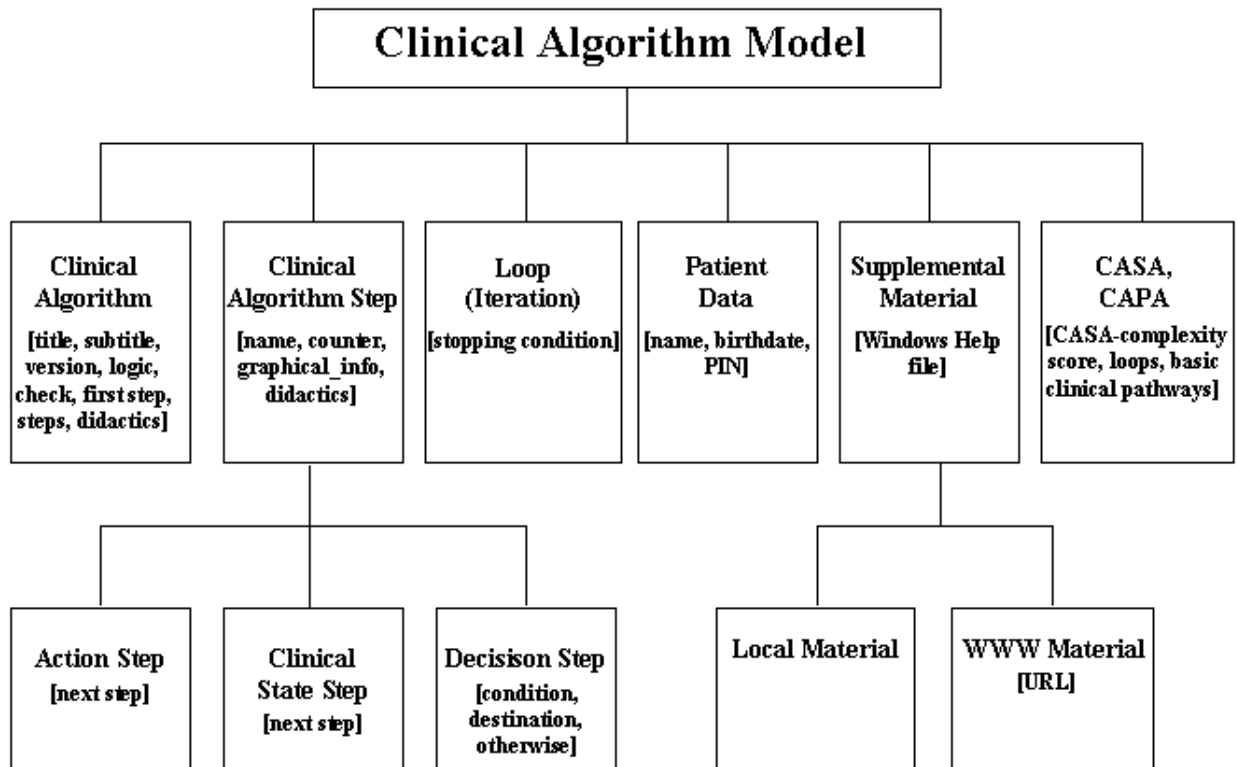 Clinical Algorithm Model
Clinical
Algorithm
[title, subtitle,
version, logic,
check, first step,
steps, didactics]
Clinical
Algorithm Step
[name, counter,
graphical_info,
didactics]
Loop
(Iteration)
[stopping condition]
Patient
Data
[name, birthdate,
PIN]
Supplemental
Material
[Windows Help
file]
CASA,
CAPA
[CASA-complexity
score, loops, basic
clinical pathways]
Action Step
[next step]
Clinical
State Step
[next step]
Decisison Step
[condition,
destination,
otherwise]
Local Material
WWW Material
[URL]